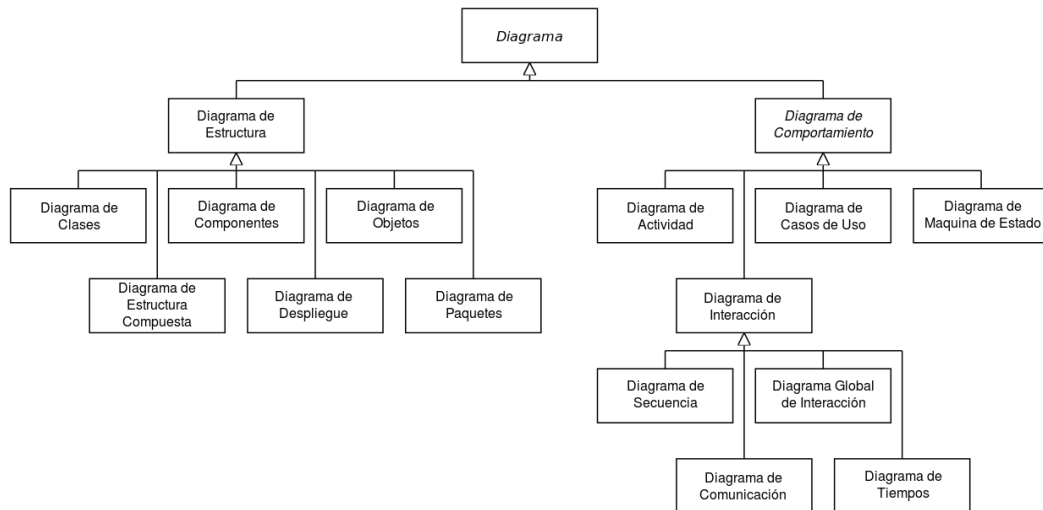 Diagrama
Diagrama de
Estructura
Diagrama de
Comportamiento
Diagrama de
Clases
Diagrama de
Componentes
Diagrama de
Objetos
Diagrama de
Actividad
Diagrama de
Casos de Uso
Diagrama de
Maquina de Estado
Diagrama de
Estructura
Compuesta
Diagrama de
Despliegue
Diagrama de
Paquetes
Diagrama de
Interacción
Diagrama de
Secuencia
Diagrama Global
de Interacción
Diagrama de
Comunicación
Diagrama de
Tiempos